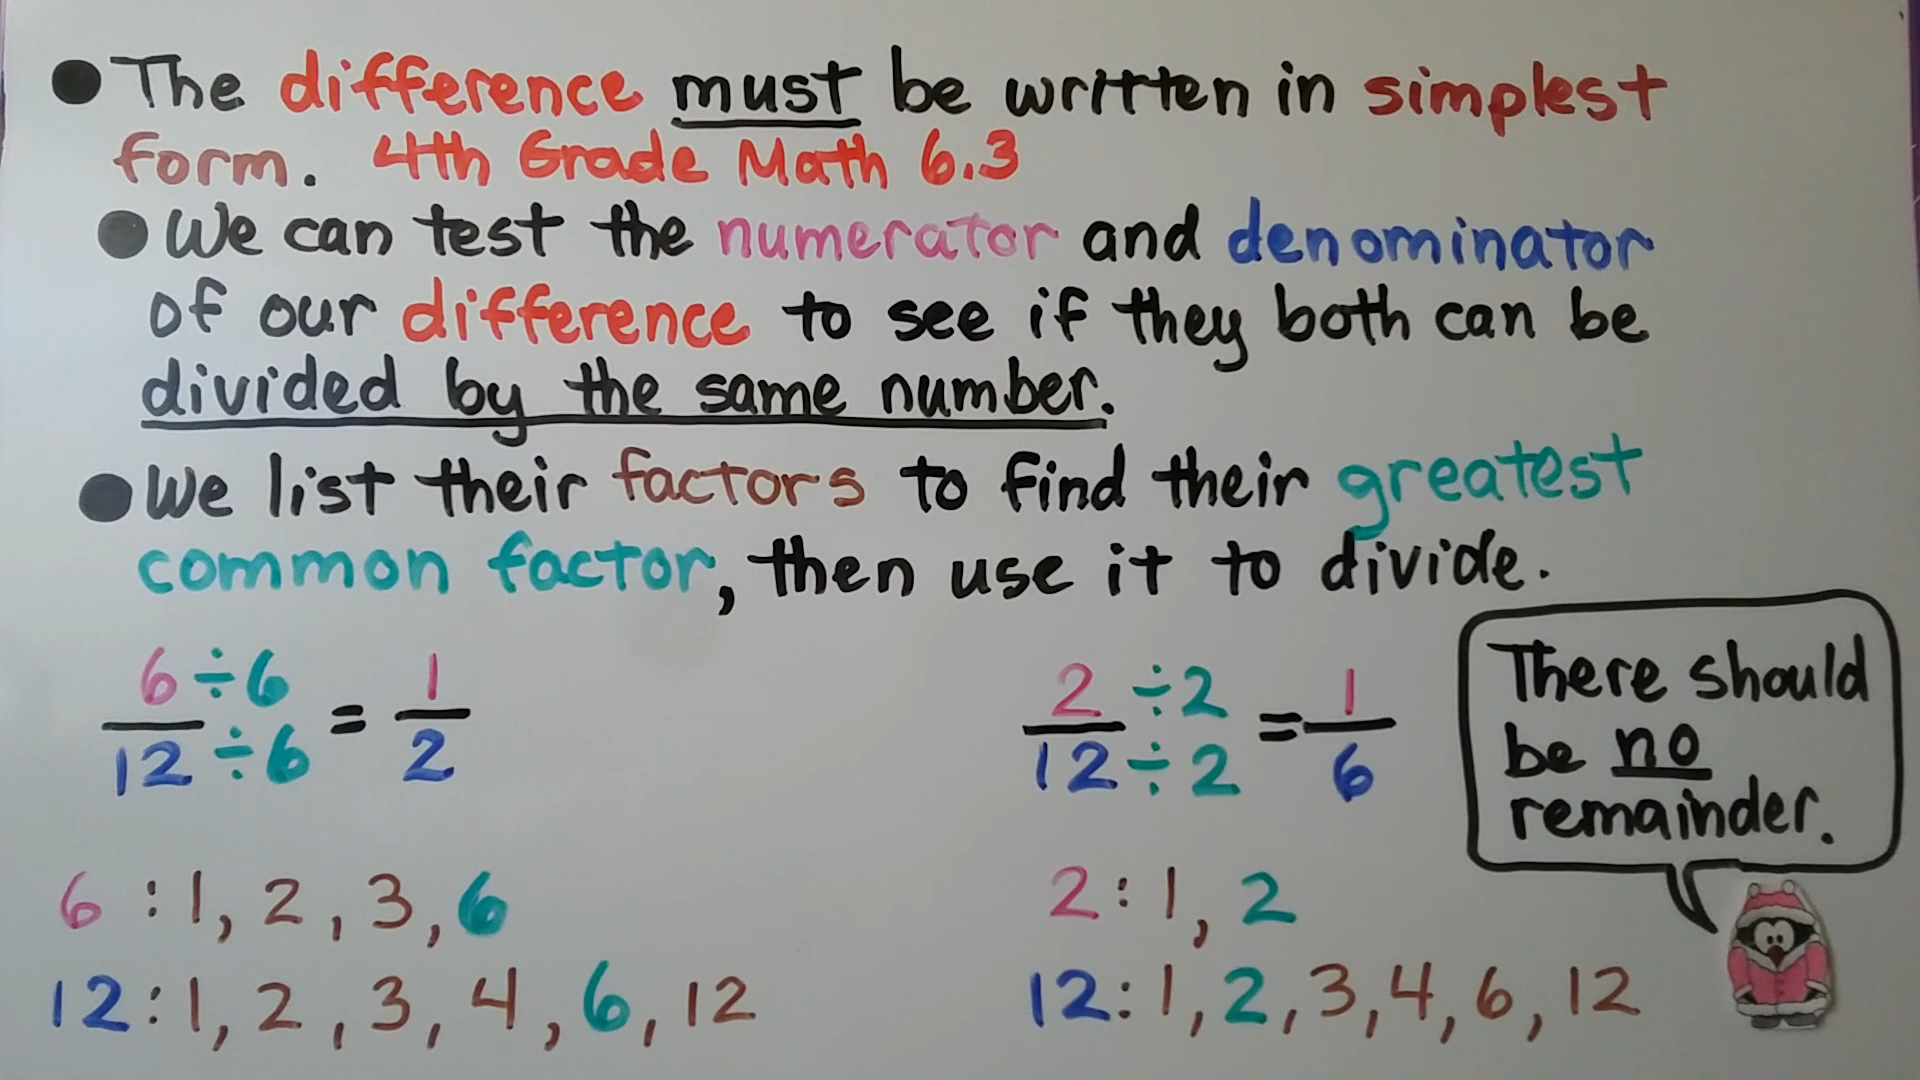 ● The difference must be written in simplest
form. 4th Grade Math 6.3
● We can test the numerator and denominator
of our difference to see if they both can be
divided by the same number.
● We list their factors to find their greatest
common factor, then use it to divide.
6 ÷ 6 / 12 ÷ 6 = 1/2
2 ÷ 2 / 12 ÷ 2 = 1/6
There should
be no
remainder.
6 : 1, 2, 3, 6
12 : 1, 2, 3, 4, 6, 12
2 : 1, 2
12 : 1, 2, 3, 4, 6, 12